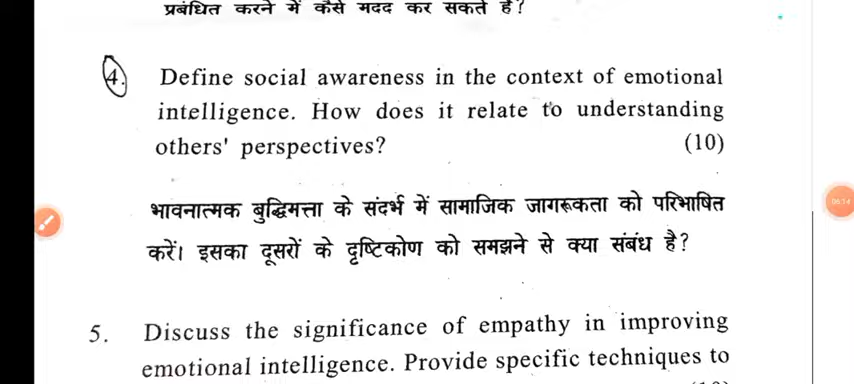 प्रबंधित करने में कैसे मदद कर सकते हैं?
4. Define social awareness in the context of emotional
intelligence. How does it relate to understanding
others' perspectives? (10)
भावनात्मक बुद्धिमत्ता के संदर्भ में सामाजिक जागरूकता को परिभाषित
करें। इसका दूसरों के दृष्टिकोण को समझने से क्या संबंध है?
5. Discuss the significance of empathy in improving
emotional intelligence. Provide specific techniques to